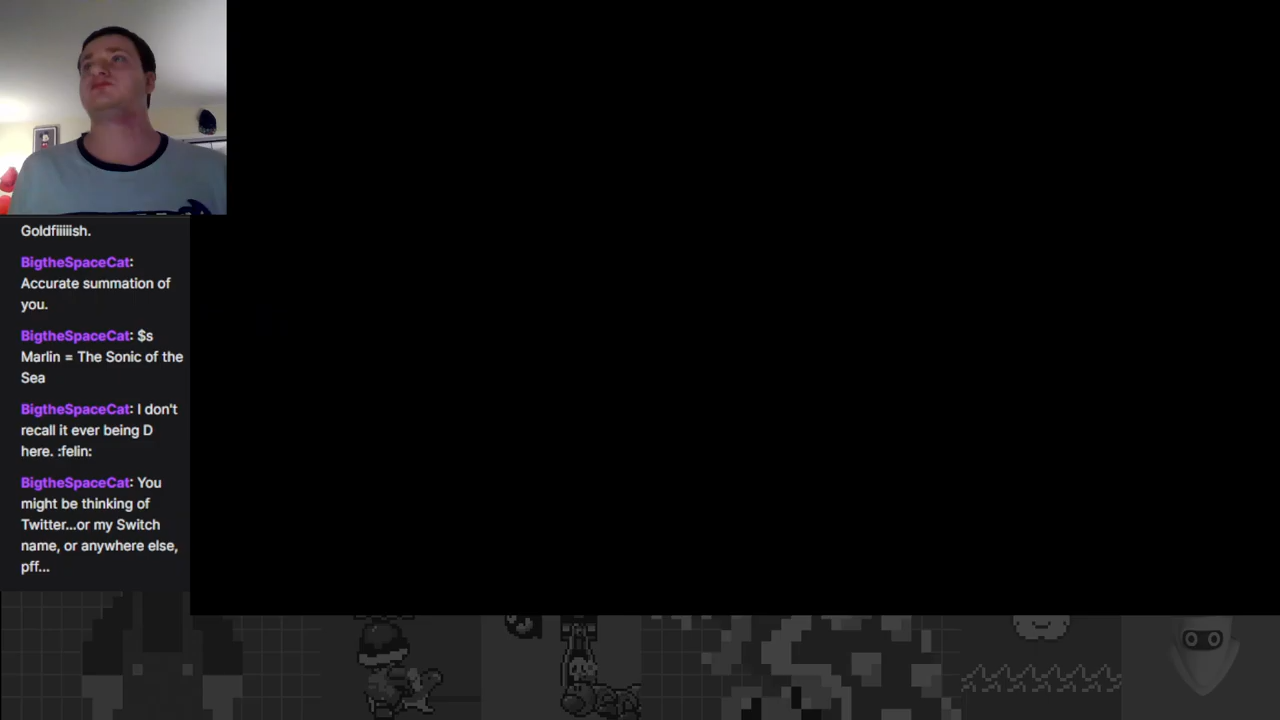 Goldfiiiiish.
BigtheSpaceCat:
Accurate summation of
you.
BigtheSpaceCat: $s
Marlin = The Sonic of the
Sea
BigtheSpaceCat: I don't
recall it ever being D
here. :felin:
BigtheSpaceCat: You
might be thinking of
Twitter...or my Switch
name, or anywhere else,
pff...